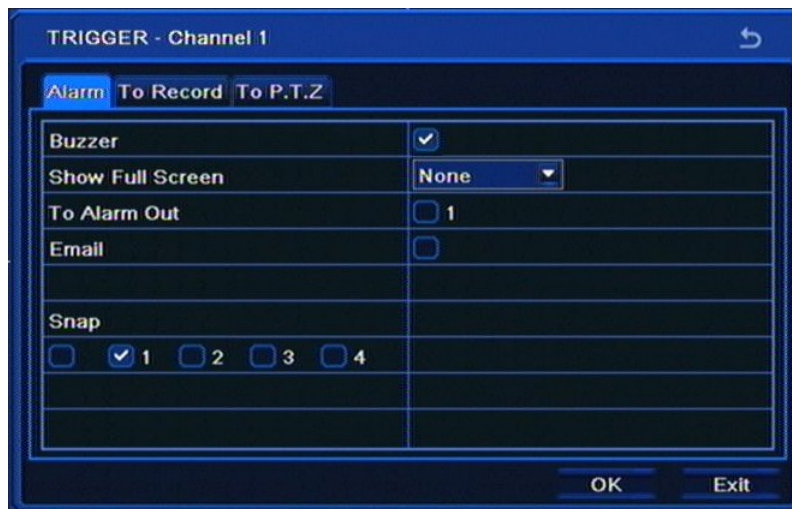 TRIGGER - Channel 1
Alarm To Record To P.T.Z
Buzzer
Show Full Screen None
To Alarm Out 1
Email
Snap
1 2 3 4
OK Exit